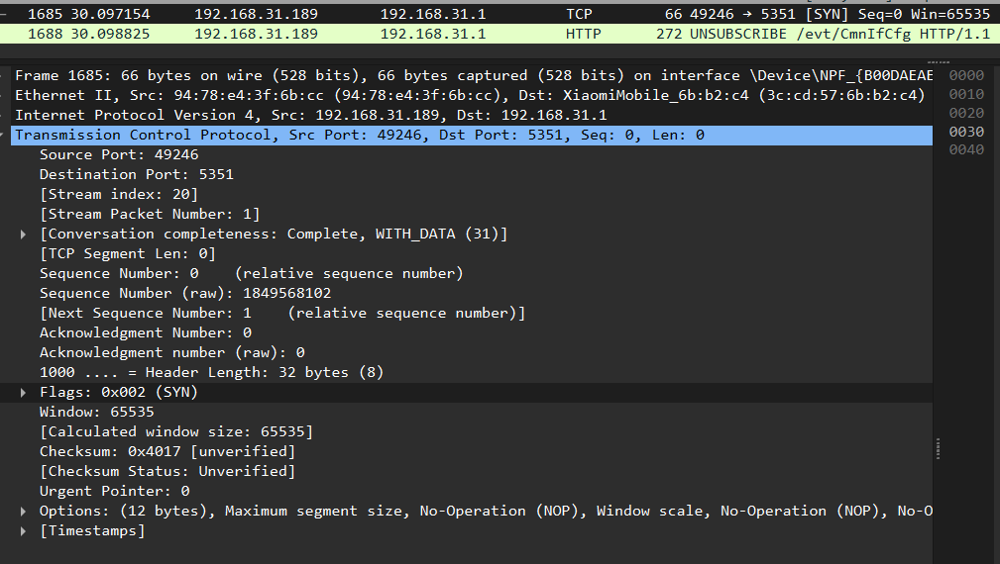 1685 30.097154 192.168.31.189 192.168.31.1 TCP 66 49246 → 5351 [SYN] Seq=0 Win=65535
1688 30.098825 192.168.31.189 192.168.31.1 HTTP 272 UNSUBSCRIBE /evt/CmnIfCfg HTTP/1.1
Frame 1685: 66 bytes on wire (528 bits), 66 bytes captured (528 bits) on interface \Device\NPF_{B00DAEAE
Ethernet II, Src: 94:78:e4:3f:6b:cc (94:78:e4:3f:6b:cc), Dst: XiaomiMobile_6b:b2:c4 (3c:cd:57:6b:b2:c4)
Internet Protocol Version 4, Src: 192.168.31.189, Dst: 192.168.31.1
Transmission Control Protocol, Src Port: 49246, Dst Port: 5351, Seq: 0, Len: 0
Source Port: 49246
Destination Port: 5351
[Stream index: 20]
[Stream Packet Number: 1]
[Conversation completeness: Complete, WITH_DATA (31)]
[TCP Segment Len: 0]
Sequence Number: 0 (relative sequence number)
Sequence Number (raw): 1849568102
[Next Sequence Number: 1 (relative sequence number)]
Acknowledgment Number: 0
Acknowledgment number (raw): 0
1000 .... = Header Length: 32 bytes (8)
Flags: 0x002 (SYN)
Window: 65535
[Calculated window size: 65535]
Checksum: 0x4017 [unverified]
[Checksum Status: Unverified]
Urgent Pointer: 0
Options: (12 bytes), Maximum segment size, No-Operation (NOP), Window scale, No-Operation (NOP), No-O
[Timestamps]
0000
0010
0020
0030
0040